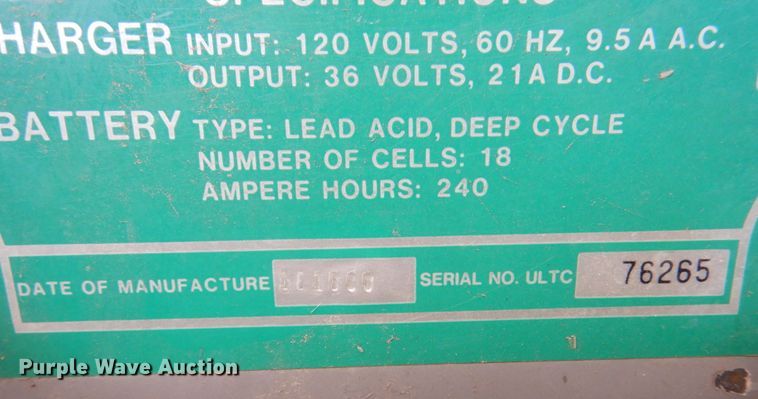 SPECIFICATIONS
HARGER INPUT: 120 VOLTS, 60 HZ, 9.5 A A.C.
OUTPUT: 36 VOLTS, 21A D.C.
BATTERY TYPE: LEAD ACID, DEEP CYCLE
NUMBER OF CELLS: 18
AMPERE HOURS: 240
DATE OF MANUFACTURE
SERIAL NO. ULTC 76265
Purple Wave Auction